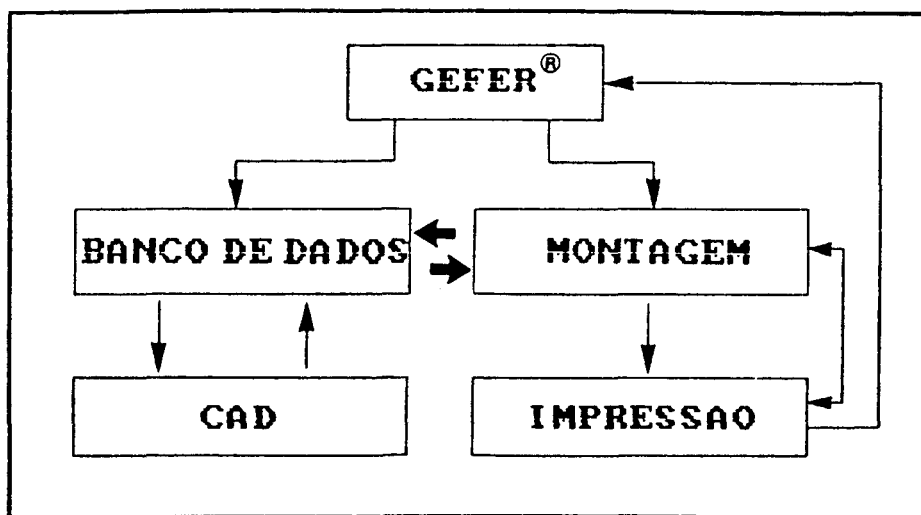 GEFER®
BANCO DE DADOS
MONTAGEM
CAD
IMPRESSAO